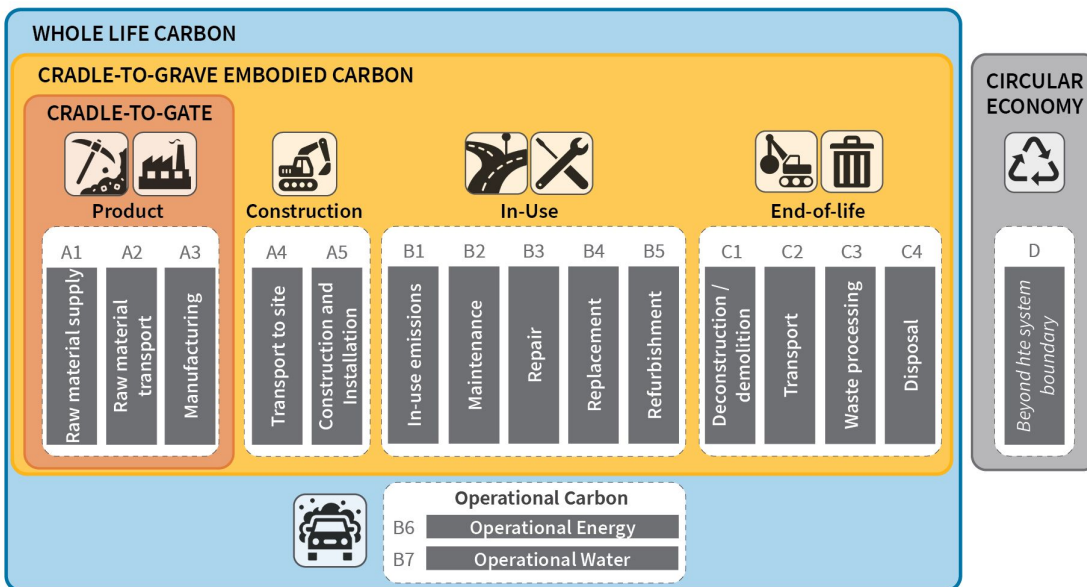 WHOLE LIFE CARBON
CRADLE-TO-GRAVE EMBODIED CARBON
CRADLE-TO-GATE
Product
A1
A2
A3
Raw material supply
Raw material
transport
Manufacturing
Construction
A4
A5
Transport to site
Construction and
Installation
In-Use
B1
B2
B3
B4
B5
In-use emissions
Maintenance
Repair
Replacement
Refurbishment
End-of-life
C1
C2
C3
C4
Deconstruction /
demolition
Transport
Waste processing
Disposal
Operational Carbon
B6
Operational Energy
B7
Operational Water
CIRCULAR
ECONOMY
D
Beyond hte system
boundary